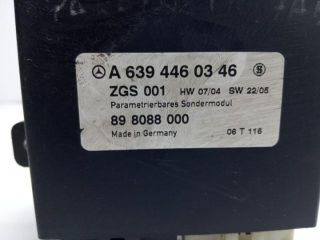 A 639 446 03 46
ZGS 001 HW 07/04 SW 22/05
Parametrierbares Sondermodul
89 8088 000
Made in Germany 06 T 116